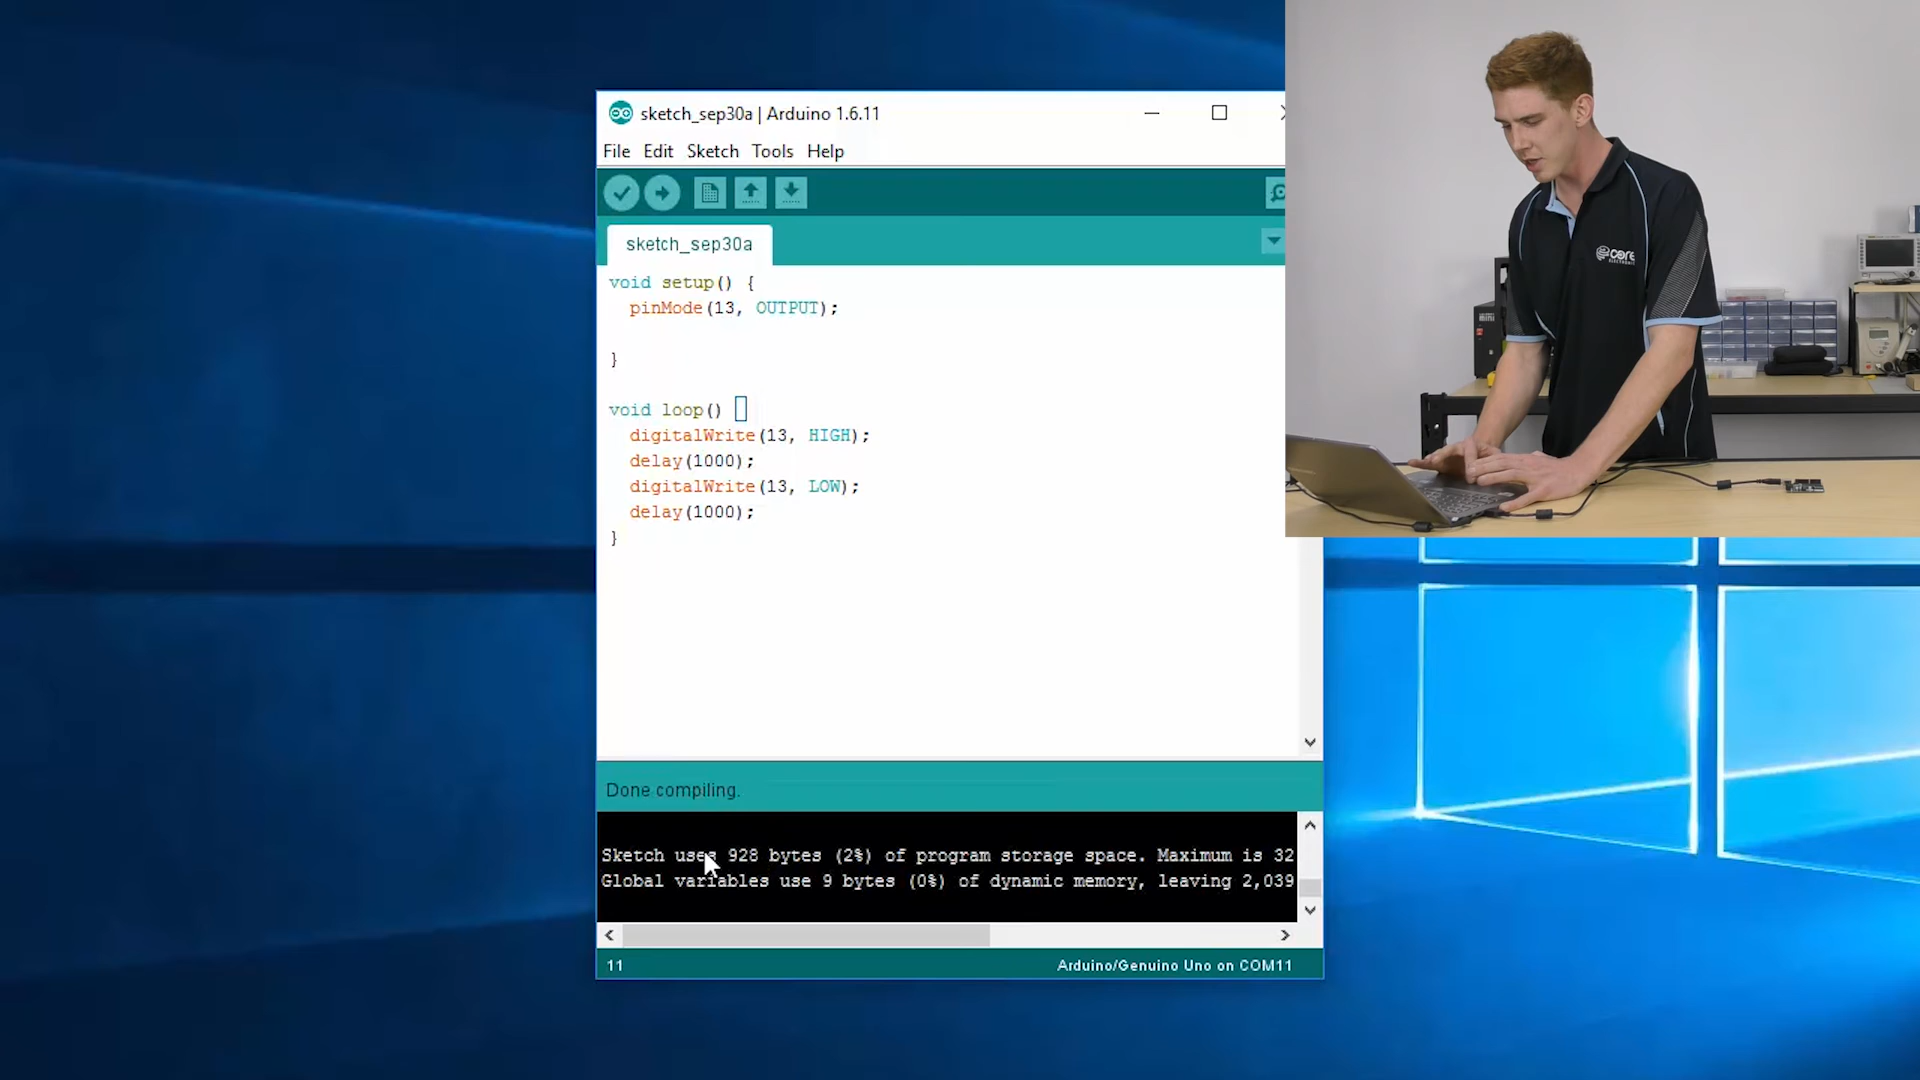 sketch_sep30a | Arduino 1.6.11
File Edit Sketch Tools Help
sketch_sep30a
void setup() {
pinMode(13, OUTPUT);
}
void loop()
digitalWrite(13, HIGH);
delay(1000);
digitalWrite(13, LOW);
delay(1000);
}
Done compiling.
Sketch uses 928 bytes (2%) of program storage space. Maximum is 32
Global variables use 9 bytes (0%) of dynamic memory, leaving 2,039
11
Arduino/Genuino Uno on COM11
core
ELECTRONICS